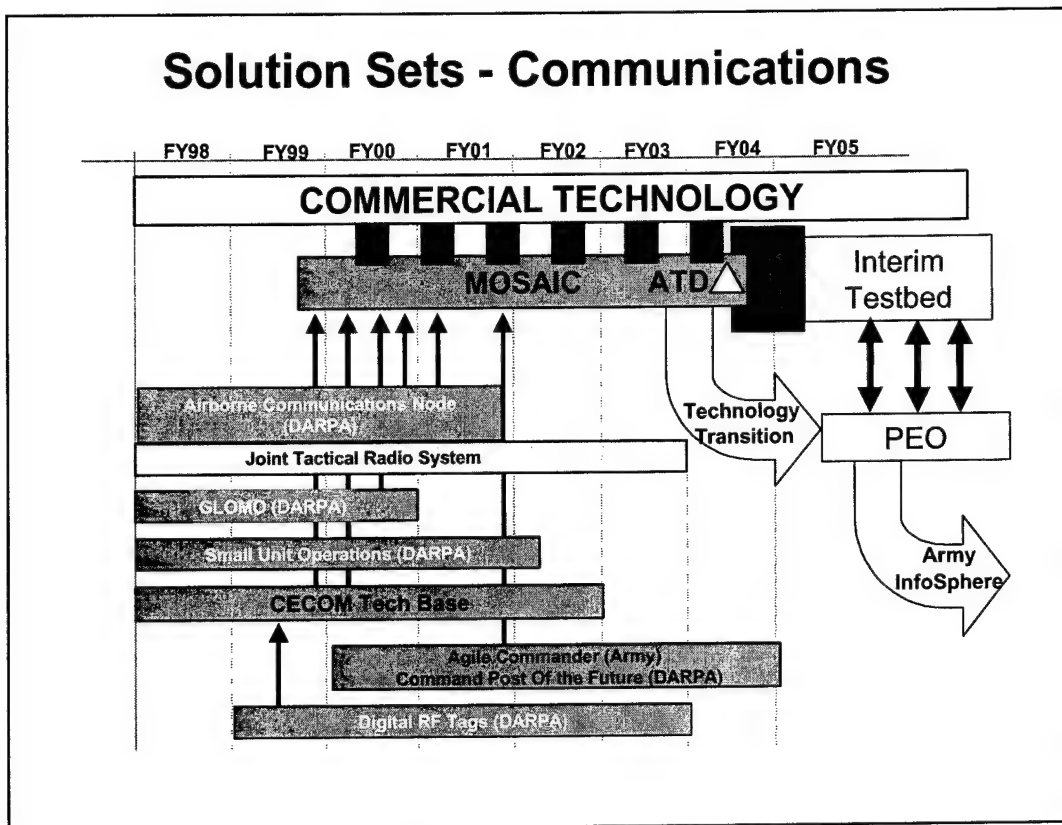 Solution Sets - Communications
FY98 FY99 FY00 FY01 FY02 FY03 FY04 FY05
COMMERCIAL TECHNOLOGY
MOSAIC ATD
Interim
Testbed
Airborne Communications Node
(DARPA)
Technology
Transition
PEO
Joint Tactical Radio System
GLOMO (DARPA)
Small Unit Operations (DARPA)
Army
InfoSphere
CECOM Tech Base
Agile Commander (Army)
Command Post Of the Future (DARPA)
Digital RF Tags (DARPA)